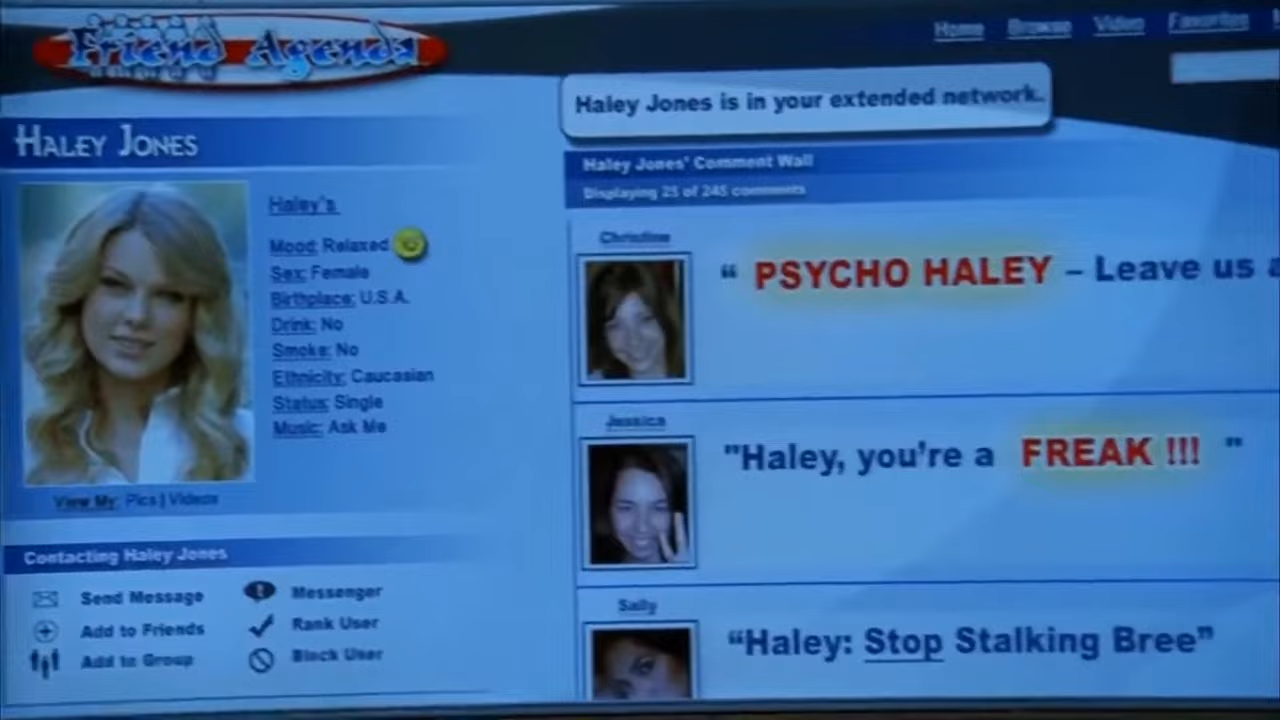 Friend Agenda
Home Browse Video Favorites
Haley Jones is in your extended network.
HALEY JONES
Haley's
Mood: Relaxed
Sex: Female
Birthplace: U.S.A.
Drink: No
Smoke: No
Ethnicity: Caucasian
Status: Single
Music: Ask Me
View My: Pics | Videos
Contacting Haley Jones
Send Message
Messenger
Add to Friends
Rank User
Add to Group
Block User
Haley Jones' Comment Wall
Displaying 25 of 245 comments
Christine
“ PSYCHO HALEY – Leave us
Jessica
"Haley, you're a FREAK !!! "
Sally
“Haley: Stop Stalking Bree”